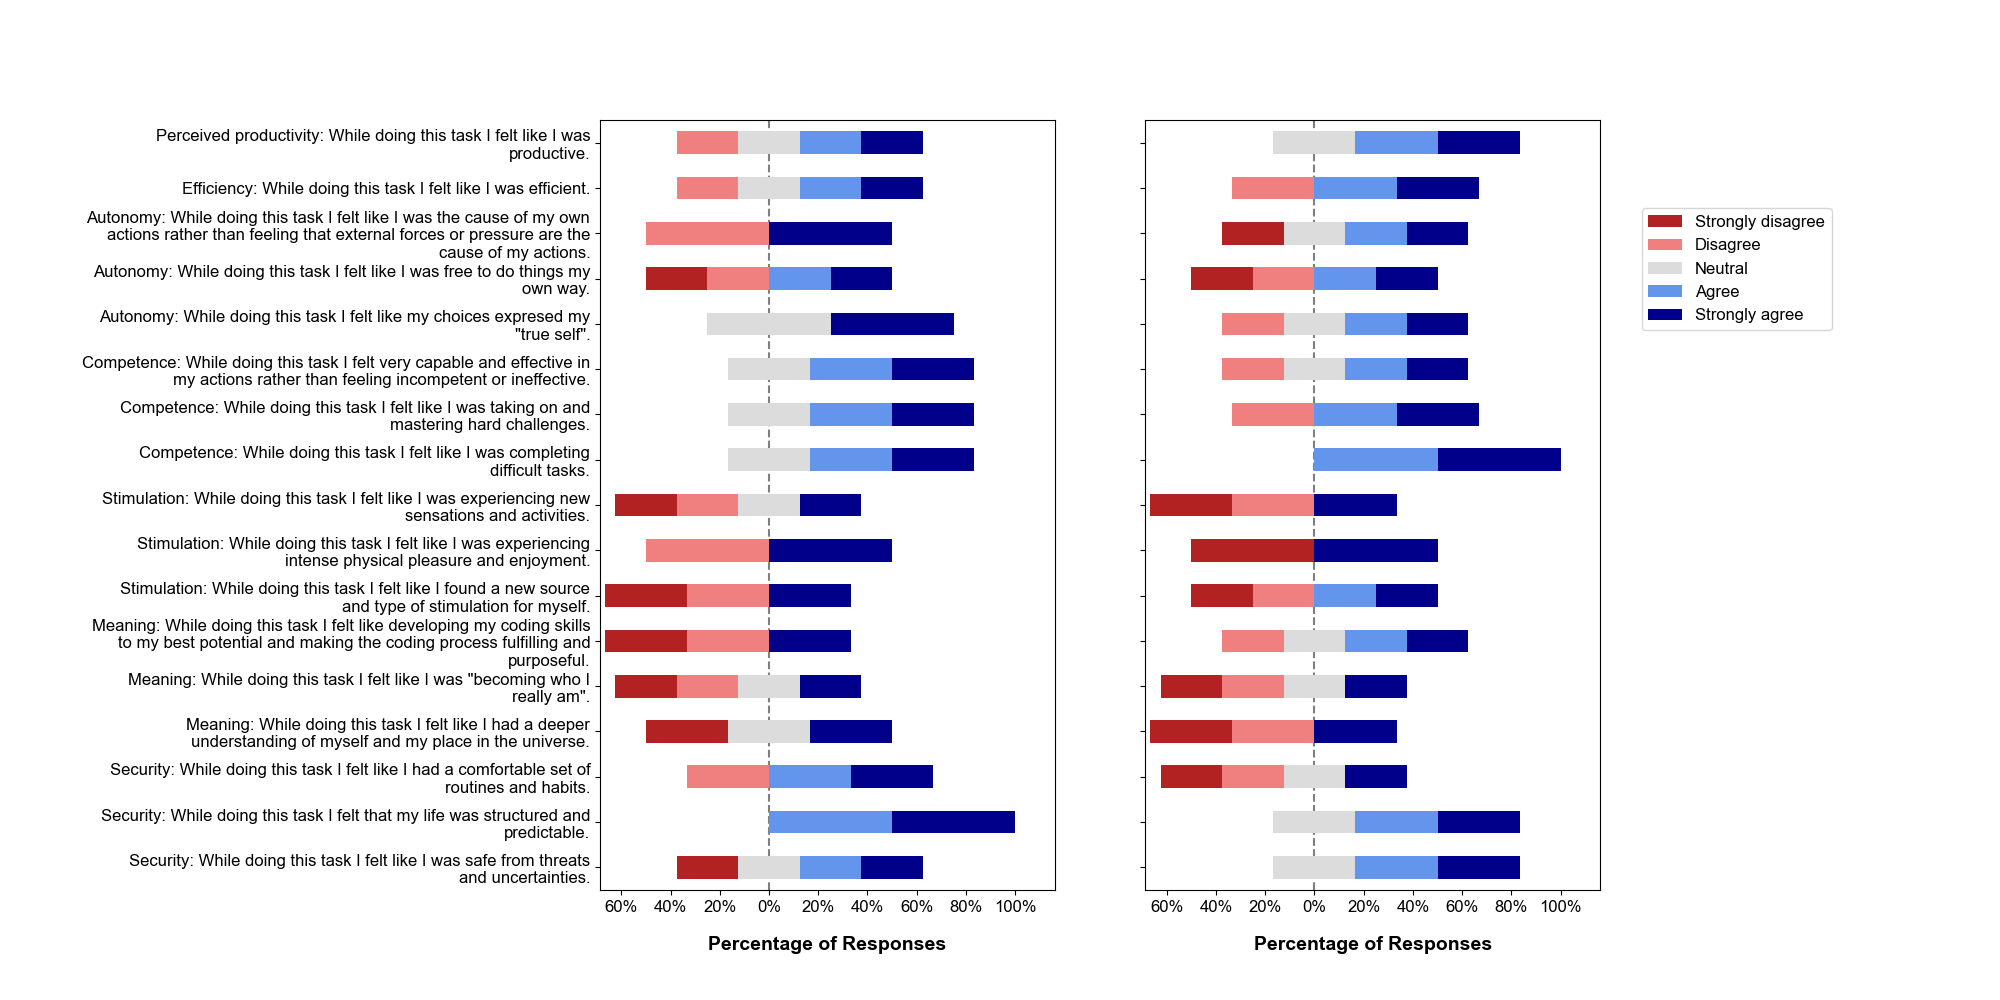 Perceived productivity: While doing this task I felt like I was
productive.
Efficiency: While doing this task I felt like I was efficient.
Autonomy: While doing this task I felt like I was the cause of my own
actions rather than feeling that external forces or pressure are the
cause of my actions.
Autonomy: While doing this task I felt like I was free to do things my
own way.
Autonomy: While doing this task I felt like my choices expresed my
"true self".
Competence: While doing this task I felt very capable and effective in
my actions rather than feeling incompetent or ineffective.
Competence: While doing this task I felt like I was taking on and
mastering hard challenges.
Competence: While doing this task I felt like I was completing
difficult tasks.
Stimulation: While doing this task I felt like I was experiencing new
sensations and activities.
Stimulation: While doing this task I felt like I was experiencing
intense physical pleasure and enjoyment.
Stimulation: While doing this task I felt like I found a new source
and type of stimulation for myself.
Meaning: While doing this task I felt like developing my coding skills
to my best potential and making the coding process fulfilling and
purposeful.
Meaning: While doing this task I felt like I was "becoming who I
really am".
Meaning: While doing this task I felt like I had a deeper
understanding of myself and my place in the universe.
Security: While doing this task I felt like I had a comfortable set of
routines and habits.
Security: While doing this task I felt that my life was structured and
predictable.
Security: While doing this task I felt like I was safe from threats
and uncertainties.
60% 40% 20% 0% 20% 40% 60% 80% 100%
Percentage of Responses
60% 40% 20% 0% 20% 40% 60% 80% 100%
Percentage of Responses
Strongly disagree
Disagree
Neutral
Agree
Strongly agree